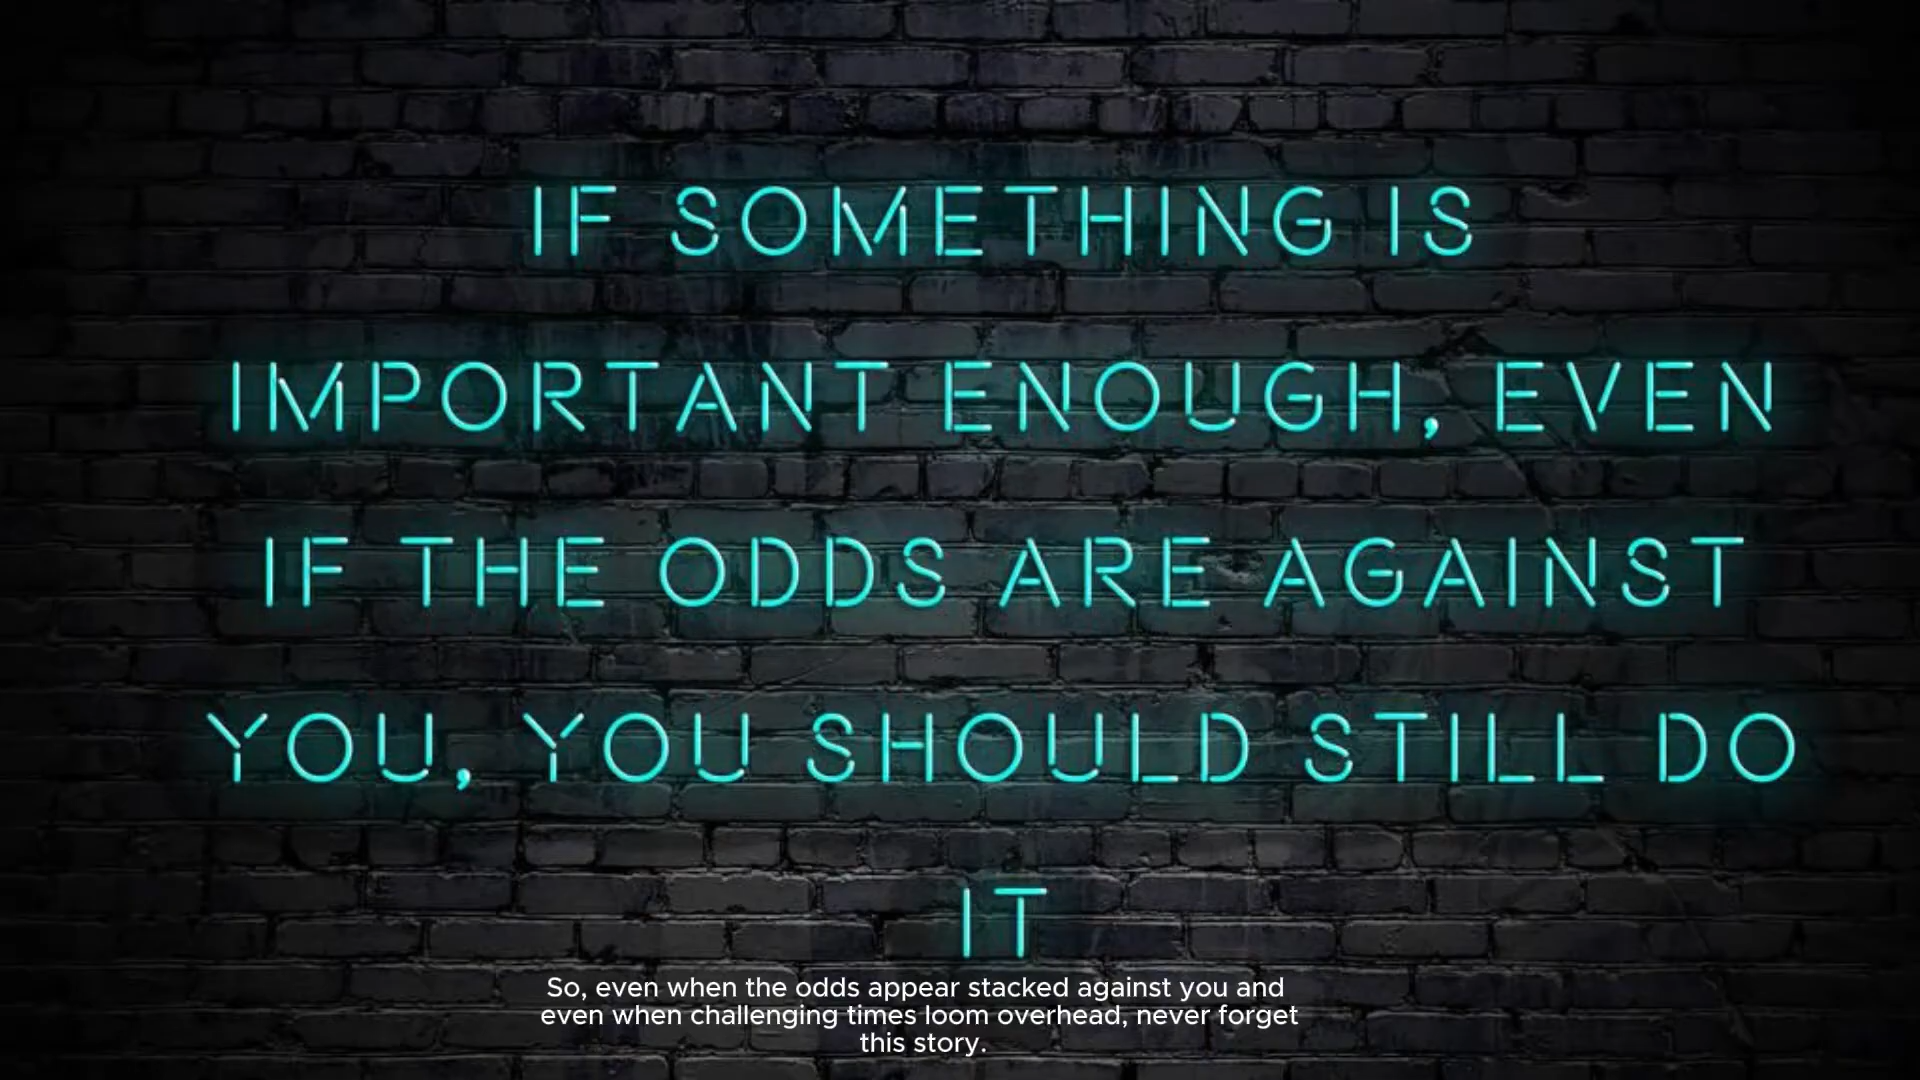 IF SOMETHING IS
IMPORTANT ENOUGH, EVEN
IF THE ODDS ARE AGAINST
YOU, YOU SHOULD STILL DO
IT
So, even when the odds appear stacked against you and
even when challenging times loom overhead, never forget
this story.